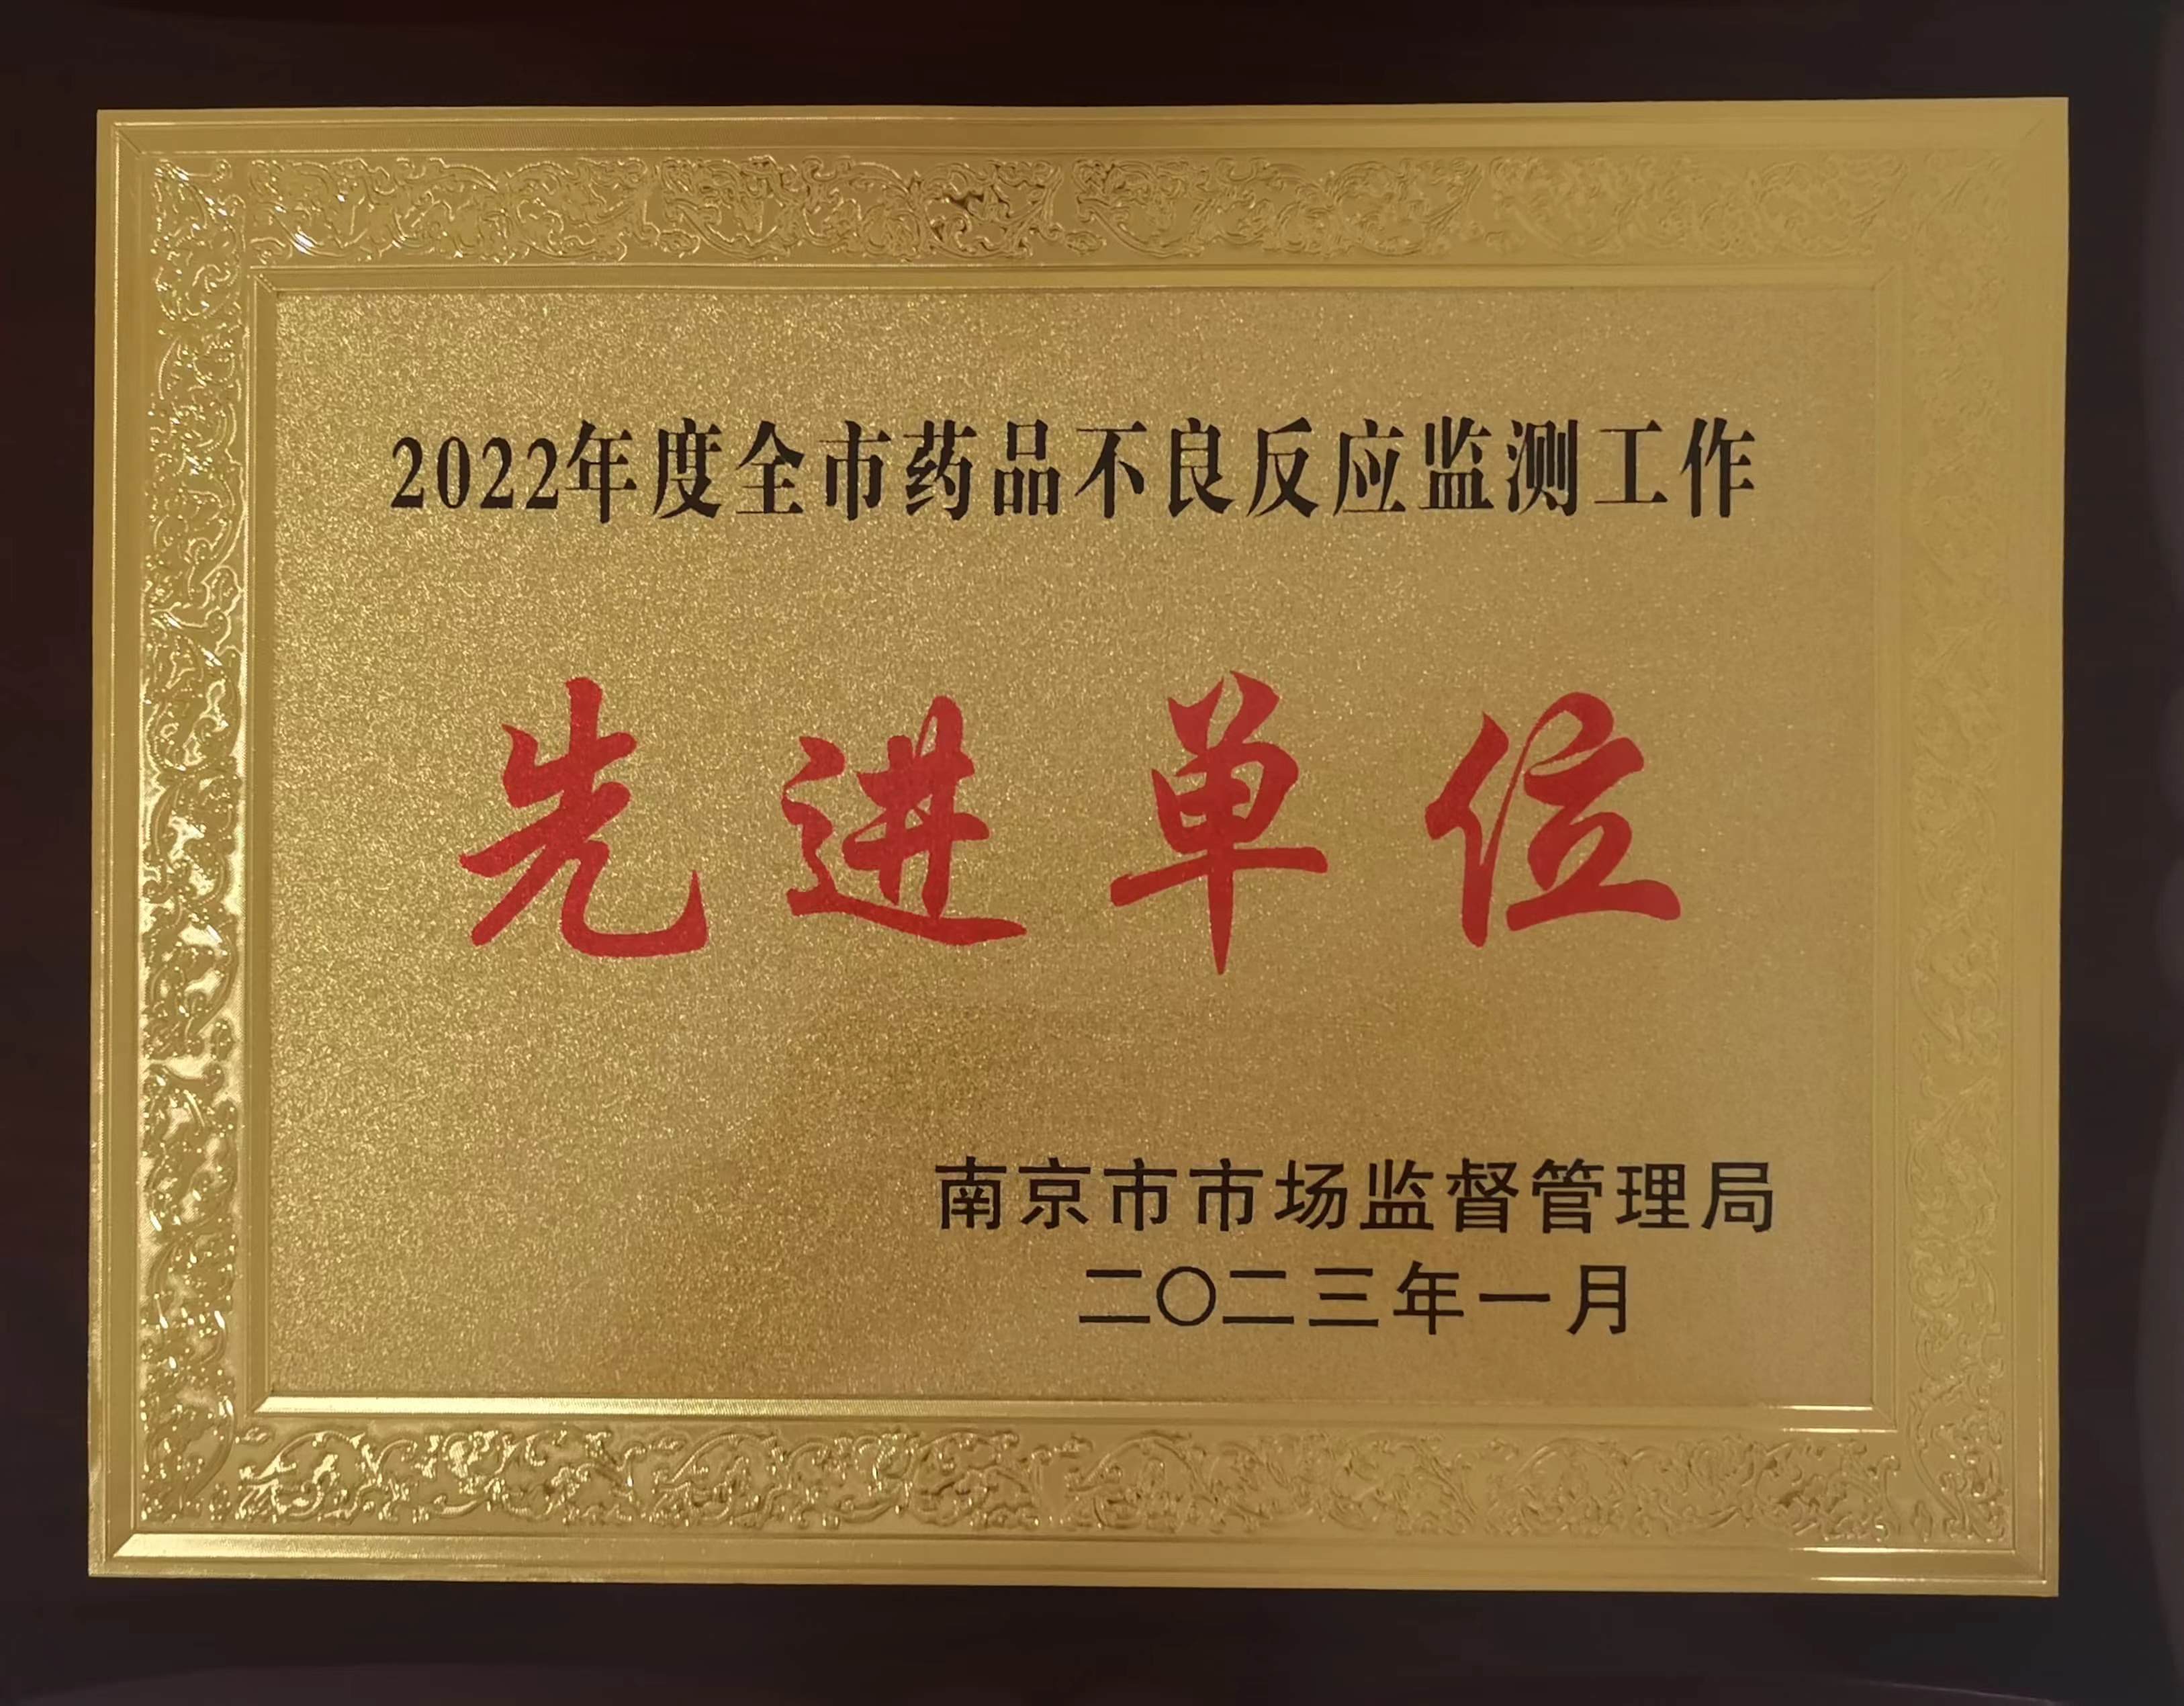 2022年度全市药品不良反应监测工作
先进单位
南京市市场监督管理局
二〇二三年一月